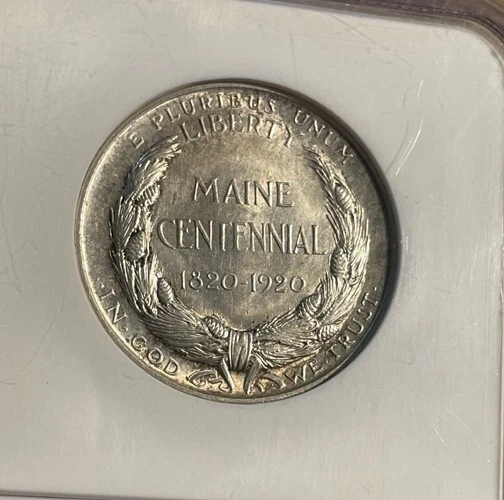 E PLURIBUS UNUM
LIBERTY
MAINE
CENTENNIAL
1820-1920
·IN·GOD
WE·TRUST·